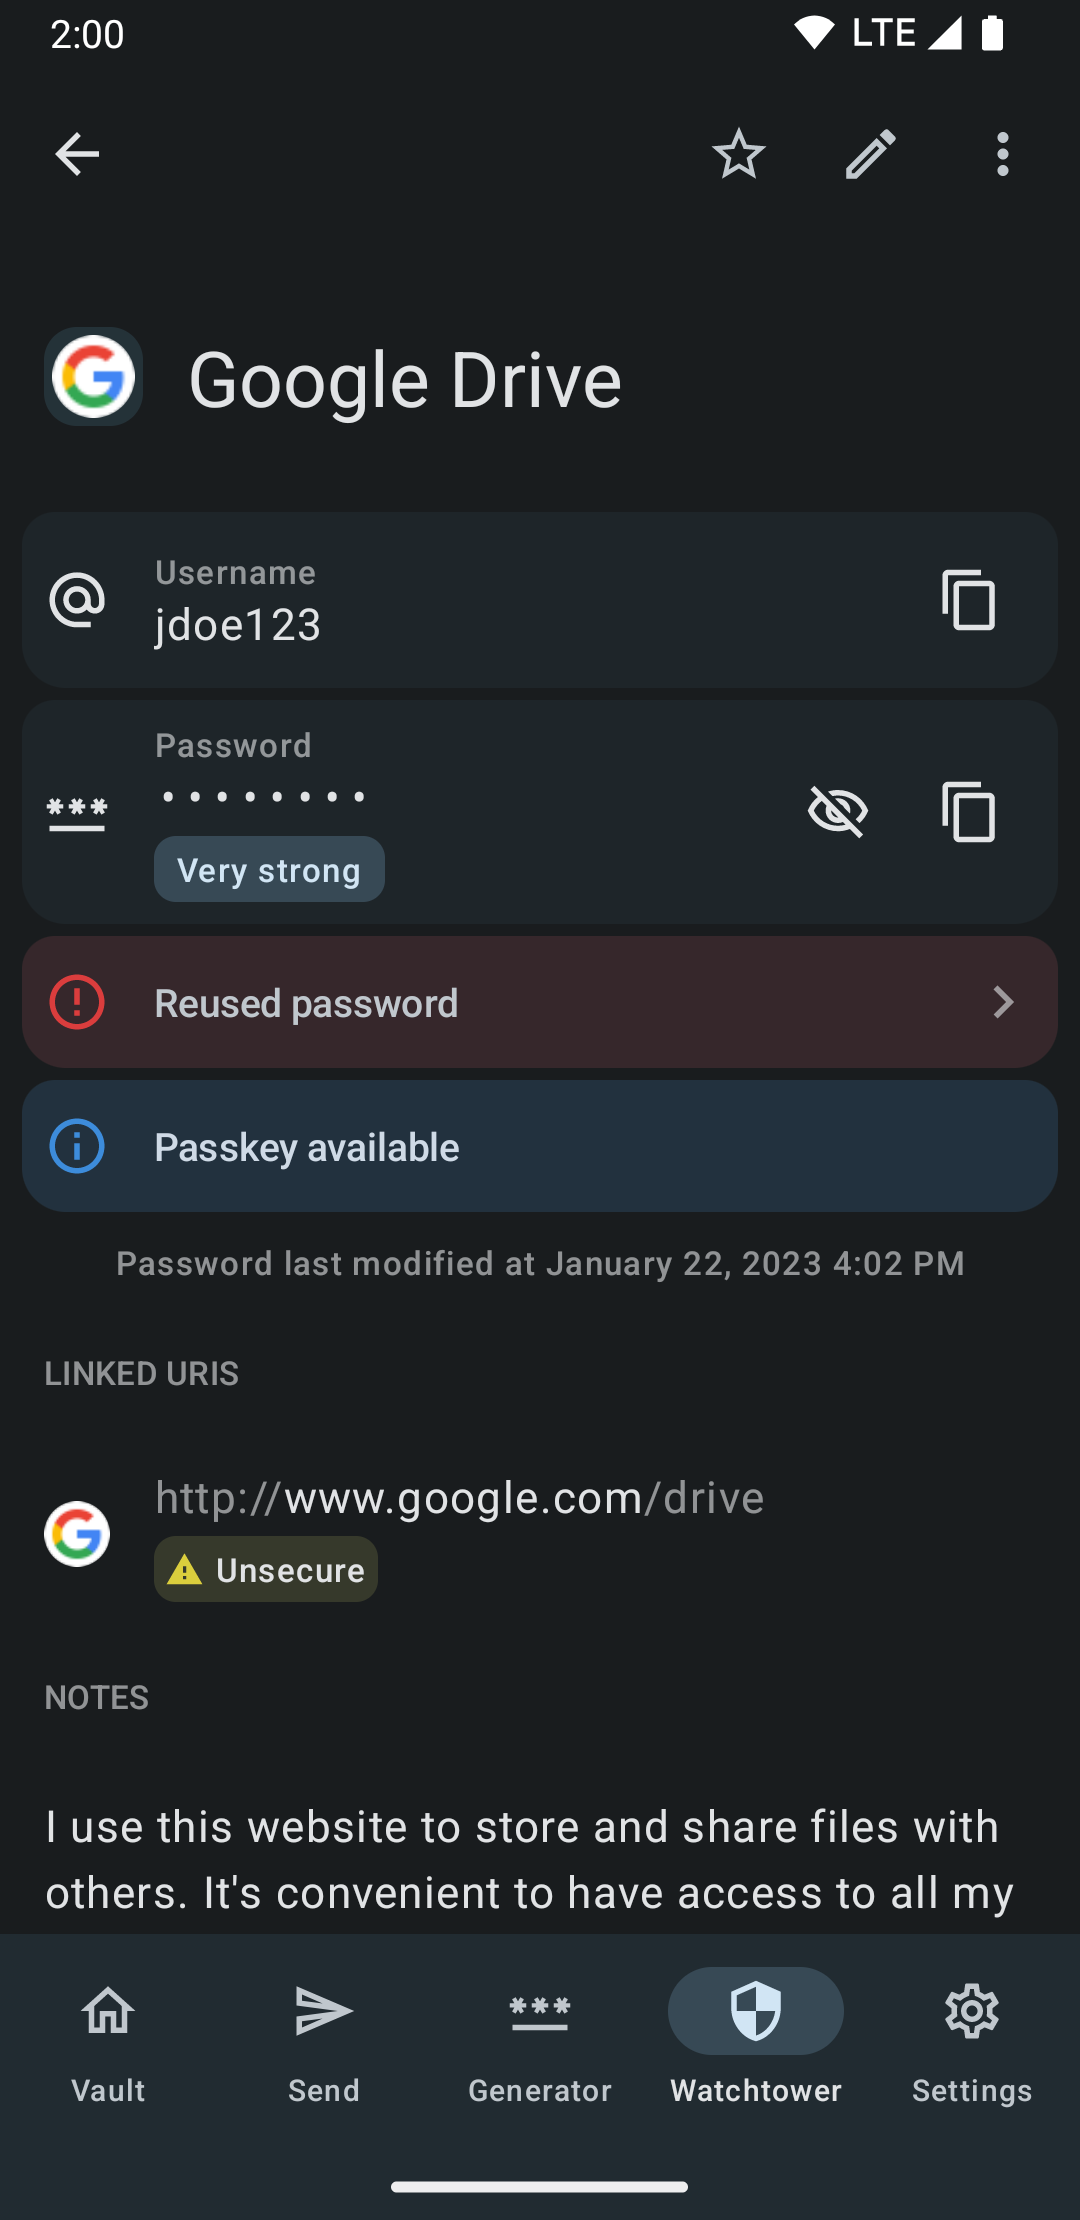 2:00
LTE
Google Drive
Username
jdoe123
Password
••••••••
Very strong
Reused password
Passkey available
Password last modified at January 22, 2023 4:02 PM
LINKED URIS
http://www.google.com/drive
Unsecure
NOTES
I use this website to store and share files with
others. It's convenient to have access to all my
Vault
Send
Generator
Watchtower
Settings